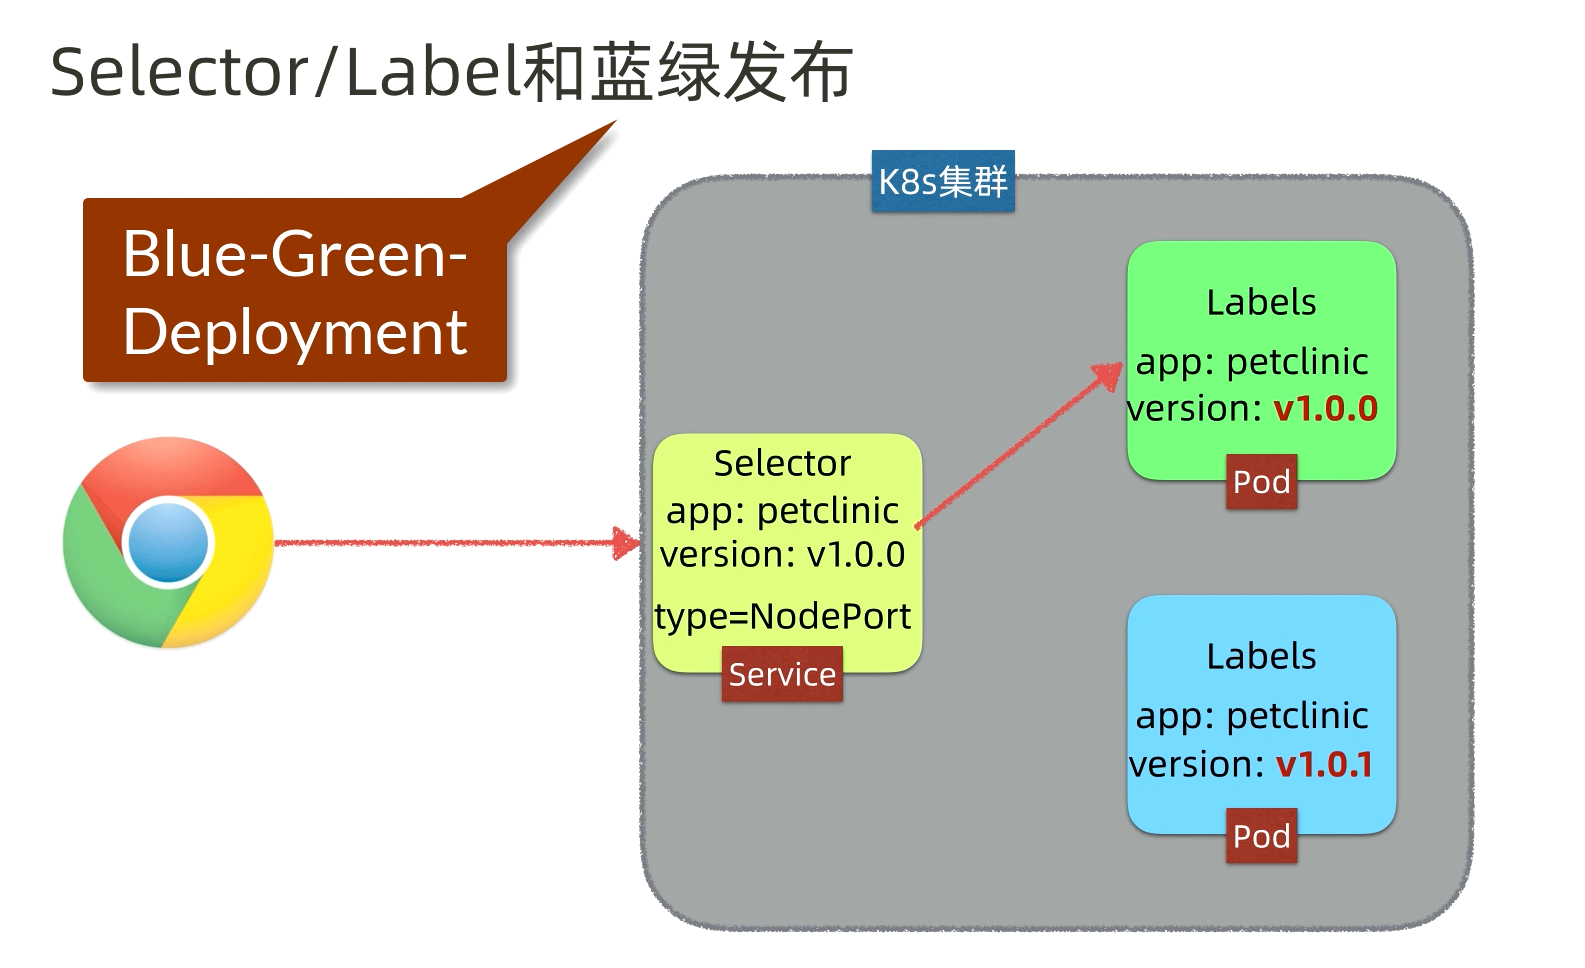 Selector/Label和蓝绿发布
Blue-Green-
Deployment
K8s集群
Labels
app: petclinic
version: v1.0.0
Pod
Selector
app: petclinic
version: v1.0.0
type=NodePort
Service
Labels
app: petclinic
version: v1.0.1
Pod